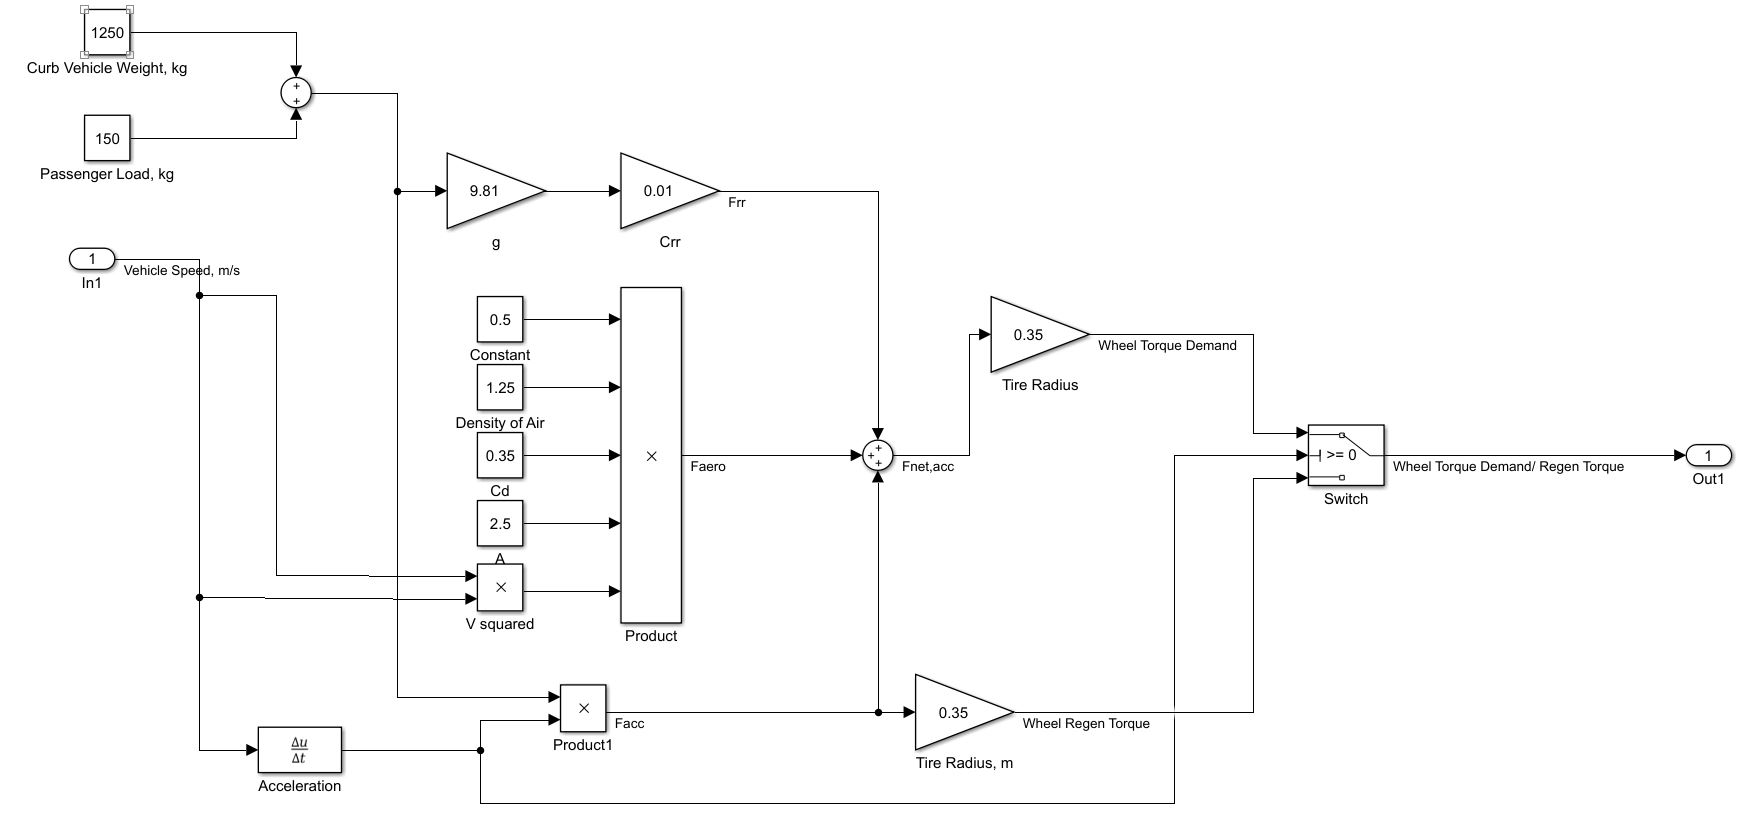 1250
Curb Vehicle Weight, kg
+
+
150
Passenger Load, kg
9.81
g
0.01
Crr
Frr
1
In1
Vehicle Speed, m/s
0.5
Constant
1.25
Density of Air
0.35
Cd
2.5
A
×
V squared
×
Product
Faero
+
+
+
Fnet,acc
0.35
Tire Radius
Wheel Torque Demand
>= 0
Switch
Wheel Torque Demand/ Regen Torque
1
Out1
×
Product1
Facc
0.35
Tire Radius, m
Wheel Regen Torque
Δu
Δt
Acceleration